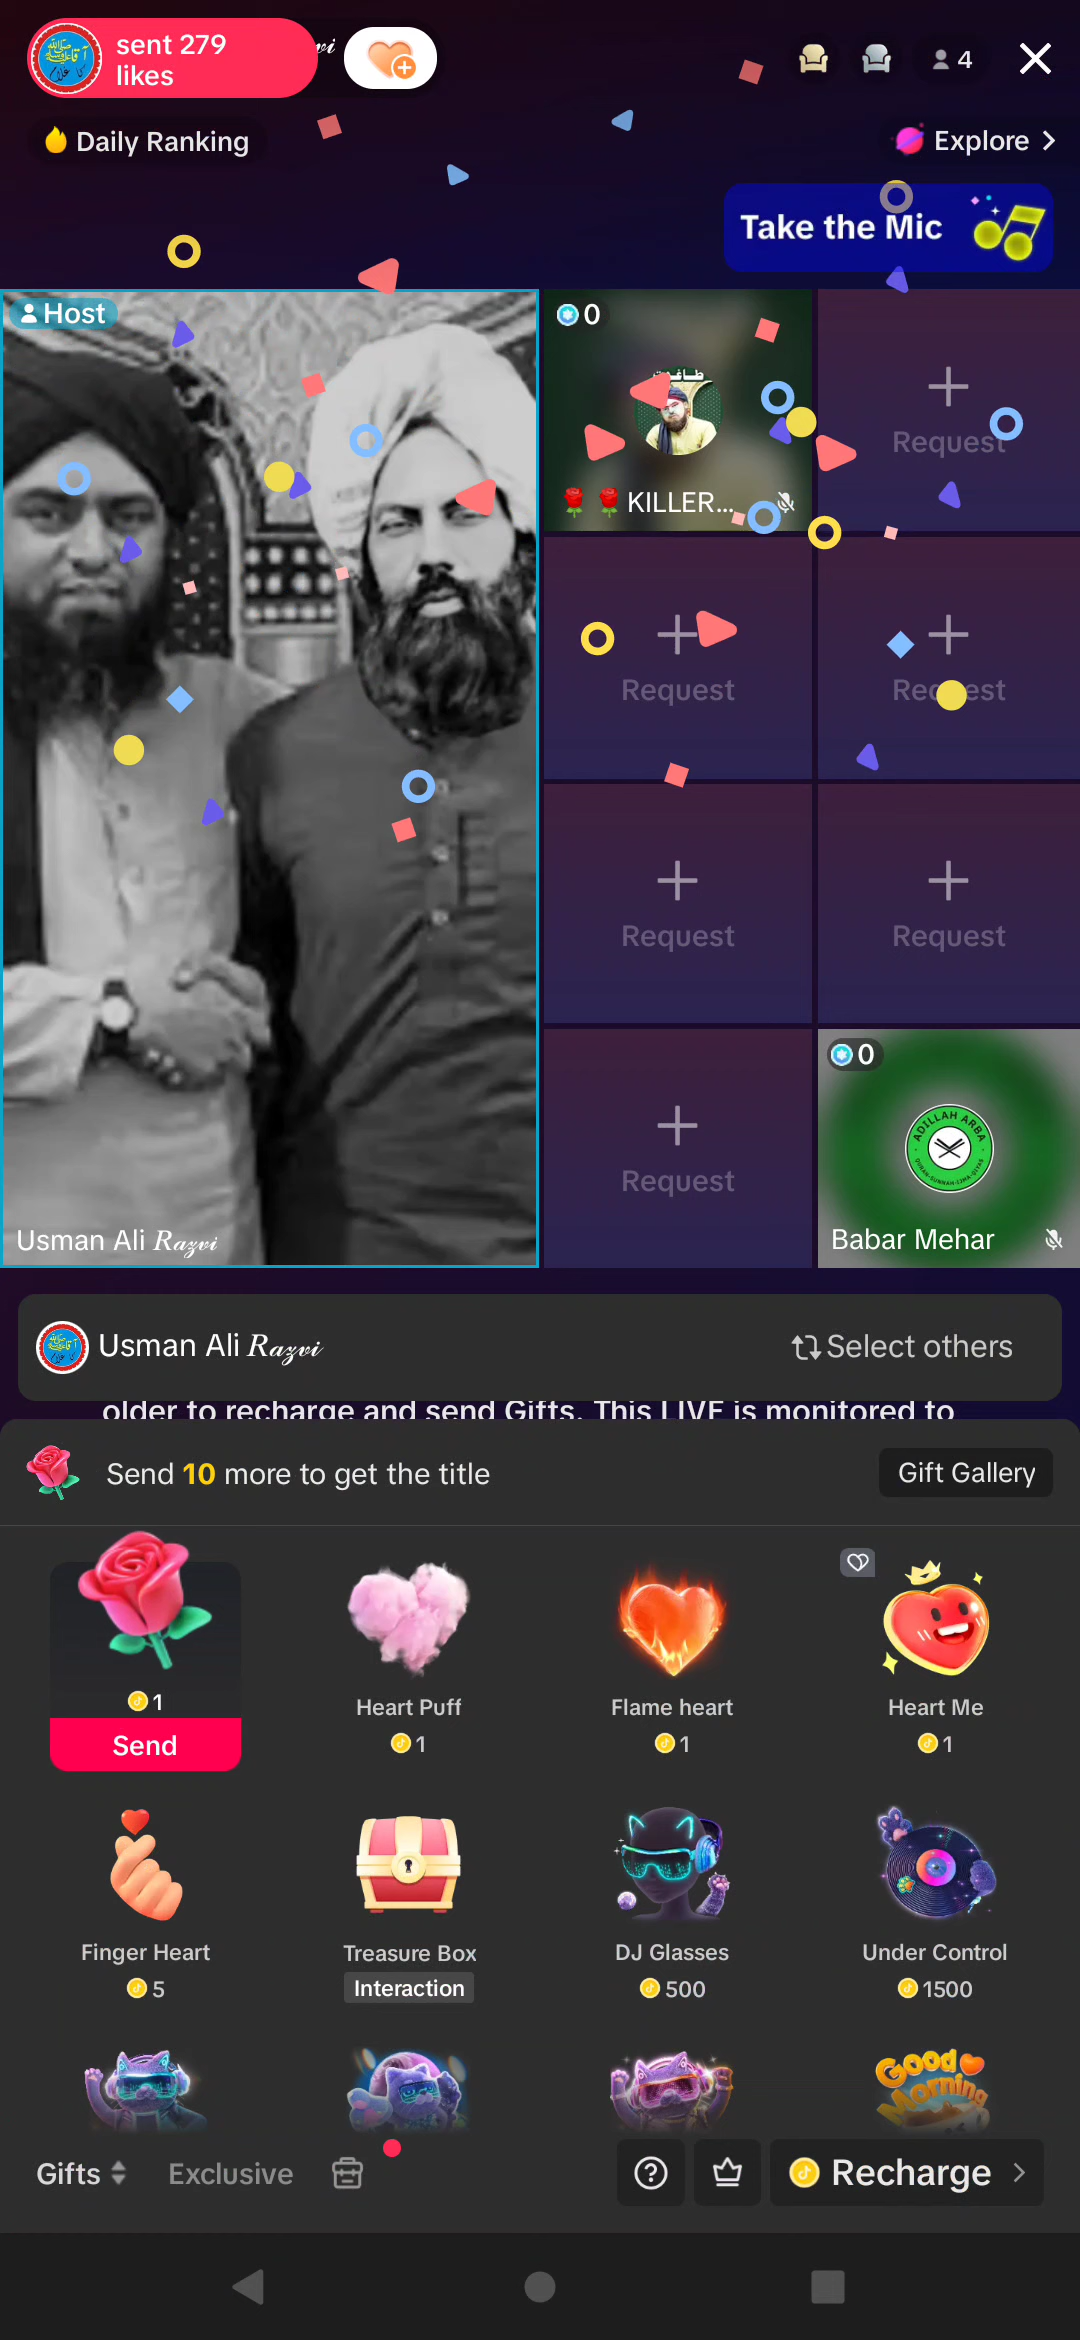 sent 279
likes
vi
4
Daily Ranking
Explore
Take the Mic
Host
0
Request
🌹🌹KILLER...
Request
Request
Request
Request
Request
0
ADILLAH ARBA
Usman Ali 𝑅𝒶𝓏𝓋𝒾
Babar Mehar
Usman Ali 𝑅𝒶𝓏𝓋𝒾
Select others
older to recharge and send Gifts. This LIVE is monitored to
Send 10 more to get the title
Gift Gallery
1
Send
Heart Puff
1
Flame heart
1
Heart Me
1
Finger Heart
5
Treasure Box
Interaction
DJ Glasses
500
Under Control
1500
Good
Morning
Gifts
Exclusive
Recharge